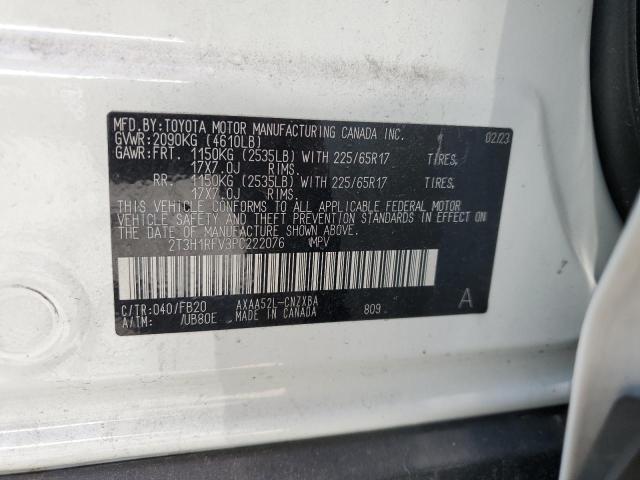 MFD.BY:TOYOTA MOTOR MANUFACTURING CANADA INC. 02/23
GVWR:2090KG (4610LB)
GAWR:FRT. 1150KG (2535LB) WITH 225/65R17 TIRES,
17X7.0J RIMS.
RR. 1150KG (2535LB) WITH 225/65R17 TIRES,
17X7.0J RIMS.
THIS VEHICLE CONFORMS TO ALL APPLICABLE FEDERAL MOTOR
VEHICLE SAFETY AND THEFT PREVENTION STANDARDS IN EFFECT ON
THE DATE OF MANUFACTURE SHOWN ABOVE.
2T3H1RFV3PC222076 MPV
C/TR:040/FB20 AXAA52L-CNZXBA A
A/TM: /UB80E MADE IN CANADA 809